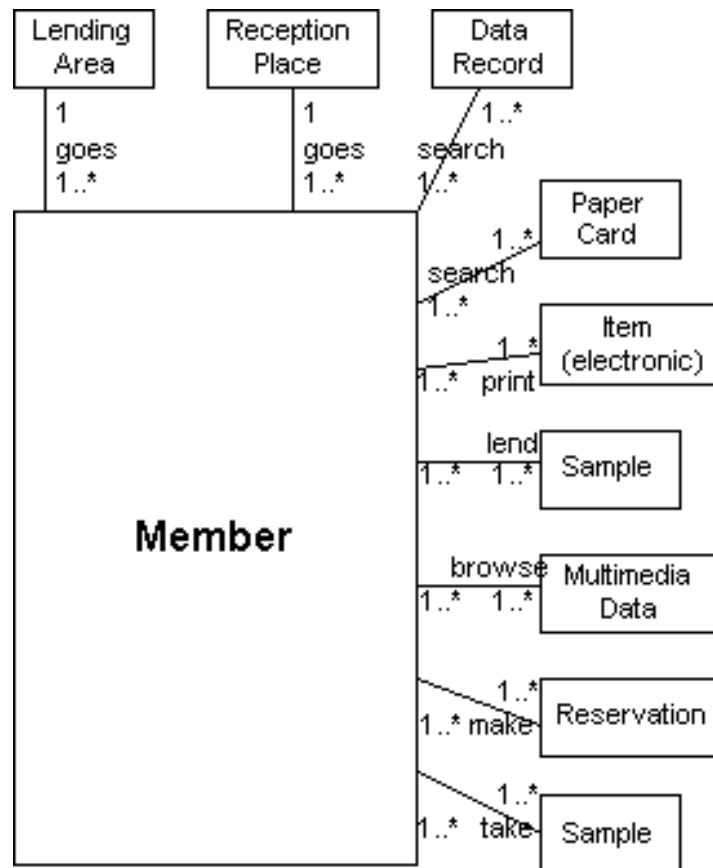 Lending
Area
Reception
Place
Data
Record
1
1
1..*
goes
goes
search
1..*
1..*
1..*
Paper
Card
1..*
search
1..*
Item
(electronic)
1..*
1..* print
lend
1..* 1..*
Sample
Member
browse
1..* 1..*
Multimedia
Data
1..*
1..* make
Reservation
1..*
1..* take
Sample